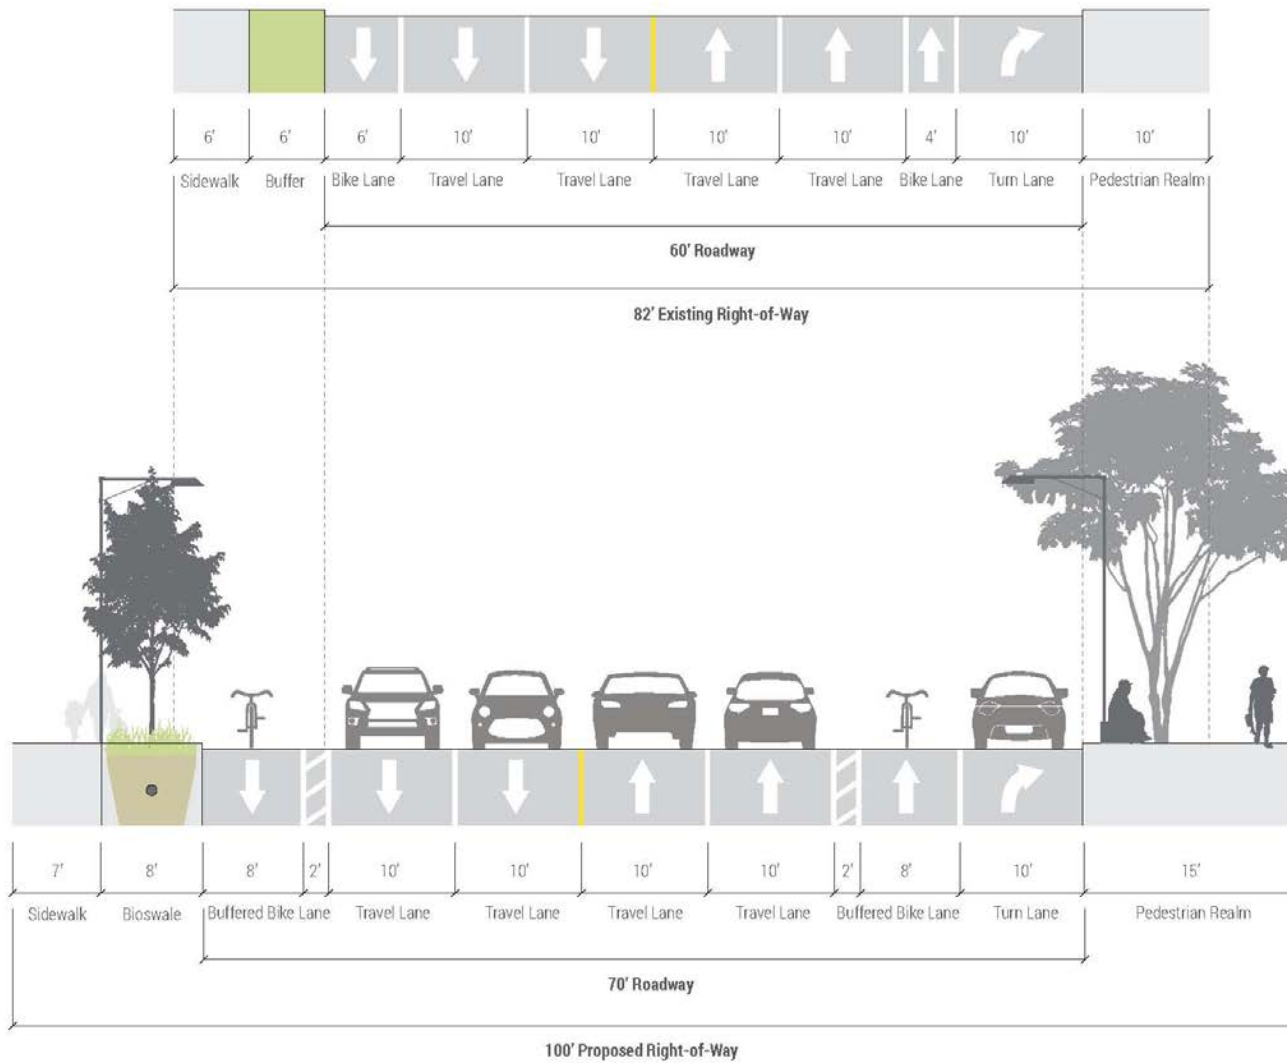 6' 6' 6' 10' 10' 10' 10' 4' 10' 10'
Sidewalk Buffer Bike Lane Travel Lane Travel Lane Travel Lane Travel Lane Bike Lane Turn Lane Pedestrian Realm
60' Roadway
82' Existing Right-of-Way
7' 8' 8' 2' 10' 10' 10' 10' 2' 8' 10' 15'
Sidewalk Bioswale Buffered Bike Lane Travel Lane Travel Lane Travel Lane Travel Lane Buffered Bike Lane Turn Lane Pedestrian Realm
70' Roadway
100' Proposed Right-of-Way